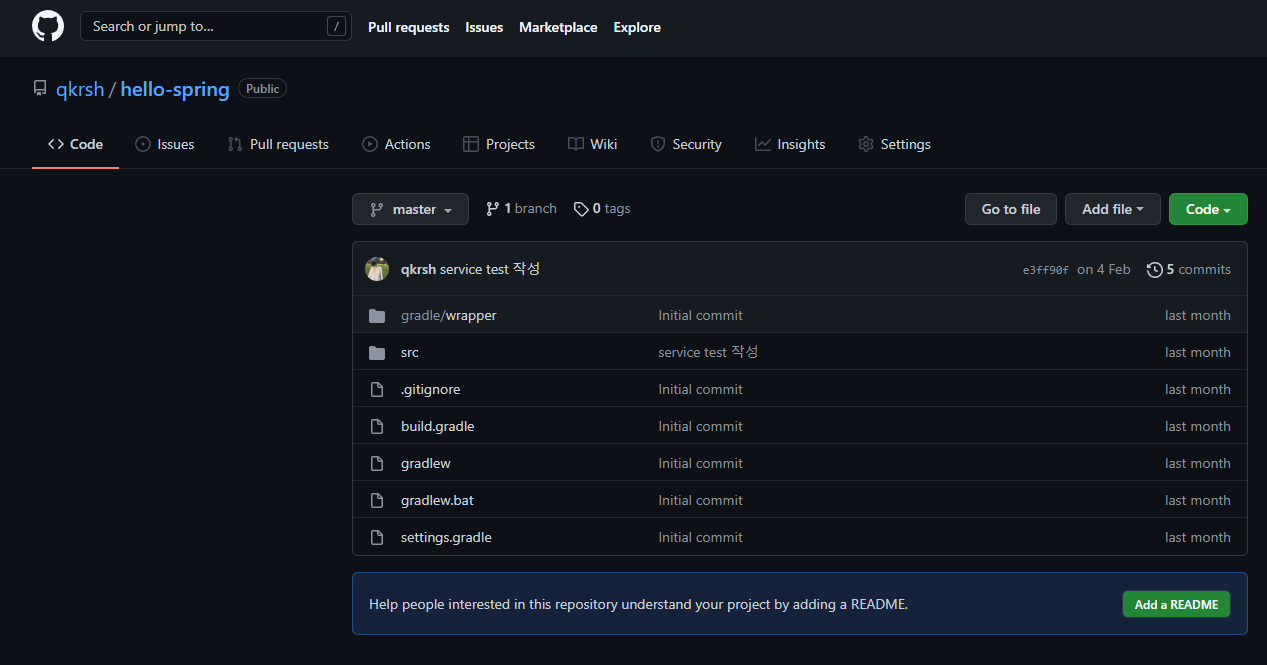 Search or jump to... /
Pull requests Issues Marketplace Explore
qkrsh / hello-spring Public
Code Issues Pull requests Actions Projects Wiki Security Insights Settings
master 1 branch 0 tags Go to file Add file Code
qkrsh service test 작성 e3ff90f on 4 Feb 5 commits
gradle/wrapper Initial commit last month
src service test 작성 last month
.gitignore Initial commit last month
build.gradle Initial commit last month
gradlew Initial commit last month
gradlew.bat Initial commit last month
settings.gradle Initial commit last month
Help people interested in this repository understand your project by adding a README. Add a README